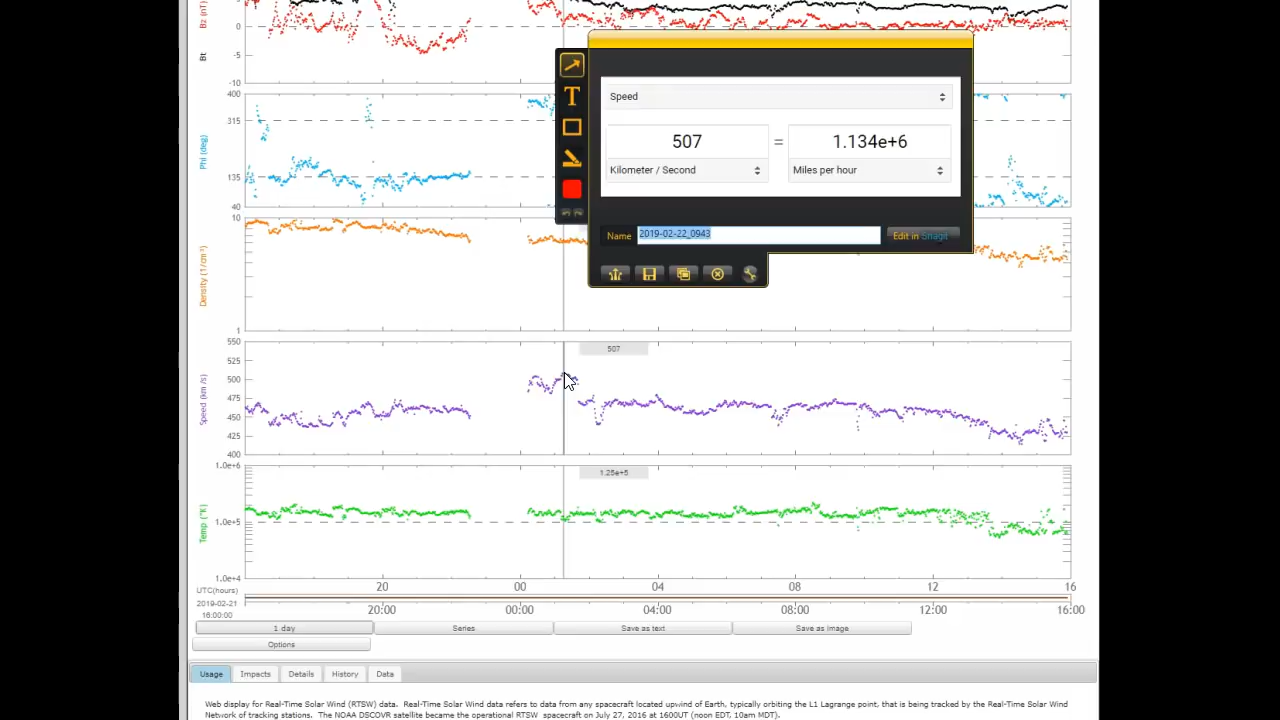 Bz (nT)
Bt
0
-5
-10
Phi (deg)
400
315
135
40
Density (1/cm³)
10
1
Speed (km /s)
550
525
500
475
450
425
400
507
Temp (°K)
1.0e+6
1.0e+5
1.0e+4
1.25e+5
T
Speed
507 = 1.134e+6
Kilometer / Second Miles per hour
Name 2019-02-22_0943 Edit in Snagit
20 00 04 08 12 16
UTC(hours)
2019-02-21
16:00:00
20:00 00:00 04:00 08:00 12:00 16:00
1 day Series Save as text Save as image
Options
Usage Impacts Details History Data
Web display for Real-Time Solar Wind (RTSW) data. Real-Time Solar Wind data refers to data from any spacecraft located upwind of Earth, typically orbiting the L1 Lagrange point, that is being tracked by the Real-Time Solar Wind
Network of tracking stations. The NOAA DSCOVR satellite became the operational RTSW spacecraft on July 27, 2016 at 1600UT (noon EDT, 10am MDT).